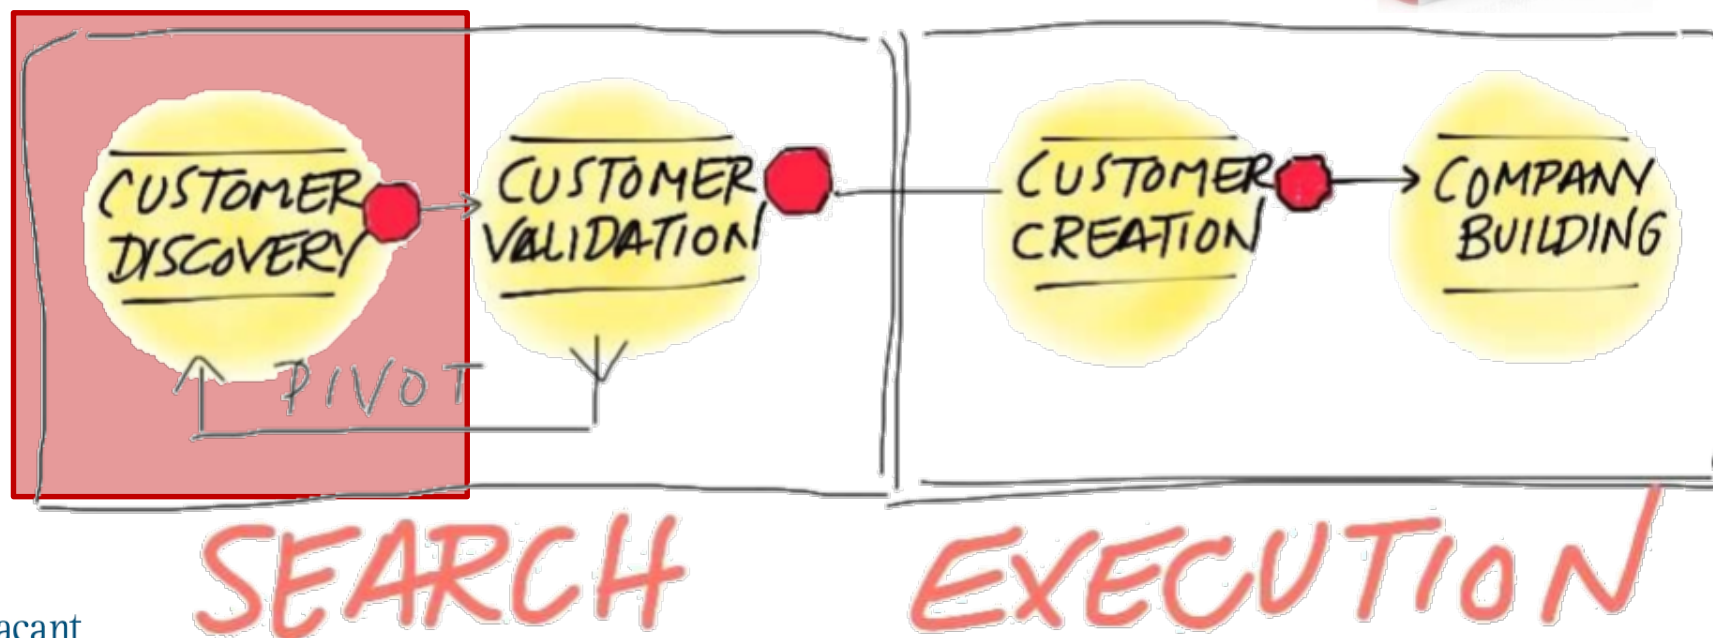 CUSTOMER
DISCOVERY
CUSTOMER
VALIDATION
CUSTOMER
CREATION
COMPANY
BUILDING
PIVOT
SEARCH
EXECUTION